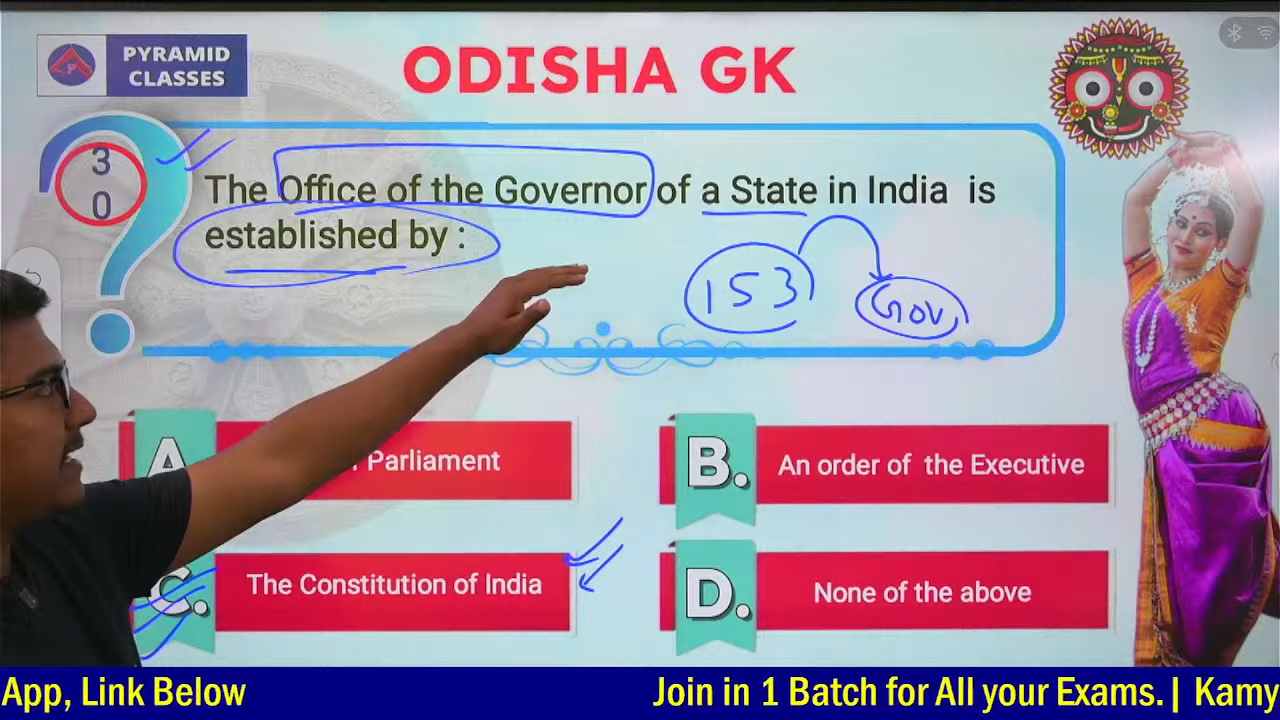 PYRAMID
CLASSES
ODISHA GK
3
0
The Office of the Governor of a State in India is
established by :
153
Gov,
A.
Parliament
B.
An order of the Executive
C.
The Constitution of India
D.
None of the above
App, Link Below
Join in 1 Batch for All your Exams. | Kamy